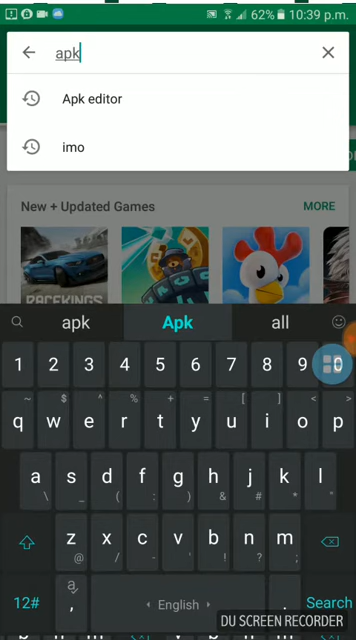 62% 10:39 p.m.
apk
Apk editor
imo
New + Updated Games
MORE
RACEKINGS
apk Apk all
1 2 3 4 5 6 7 8 9 0
~ $ ^ % + = [ ] < >
q w e r t y u i o p
a s d f g h j k l
\ _ ( : ) & # * "
z x c v b n m
@ / - ' ! ? ;
12# a , English . Search
DU SCREEN RECORDER